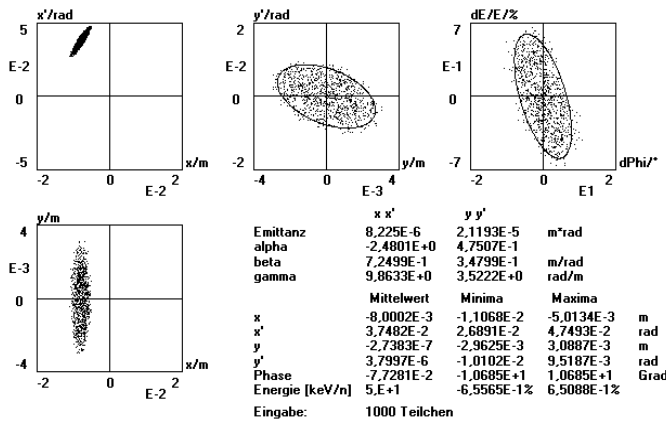 x'/rad
5
E-2
0
-5
x/m
-2 0 2
E-2
y'/rad
2
E-2
0
-2
y/m
-4 0 4
E-3
dE/E/%
7
E-1
0
-7
dPhi/°
-2 0 2
E1
y/m
4
E-3
0
-4
x/m
-2 0 2
E-2
x x' y y'
Emittanz 8,225E-6 2,1193E-5 m*rad
alpha -2,4801E+0 4,7507E-1
beta 7,2499E-1 3,4799E-1 m/rad
gamma 9,8633E+0 3,5222E+0 rad/m
Mittelwert Minima Maxima
x -8,0002E-3 -1,1068E-2 -5,0134E-3 m
x' 3,7482E-2 2,6891E-2 4,7493E-2 rad
y -2,7383E-7 -2,9625E-3 3,0887E-3 m
y' 3,7997E-6 -1,0102E-2 9,5187E-3 rad
Phase -7,7281E-2 -1,0685E+1 1,0685E+1 Grad
Energie [keV/n] 5,E+1 -6,5565E-1% 6,5088E-1%
Eingabe: 1000 Teilchen